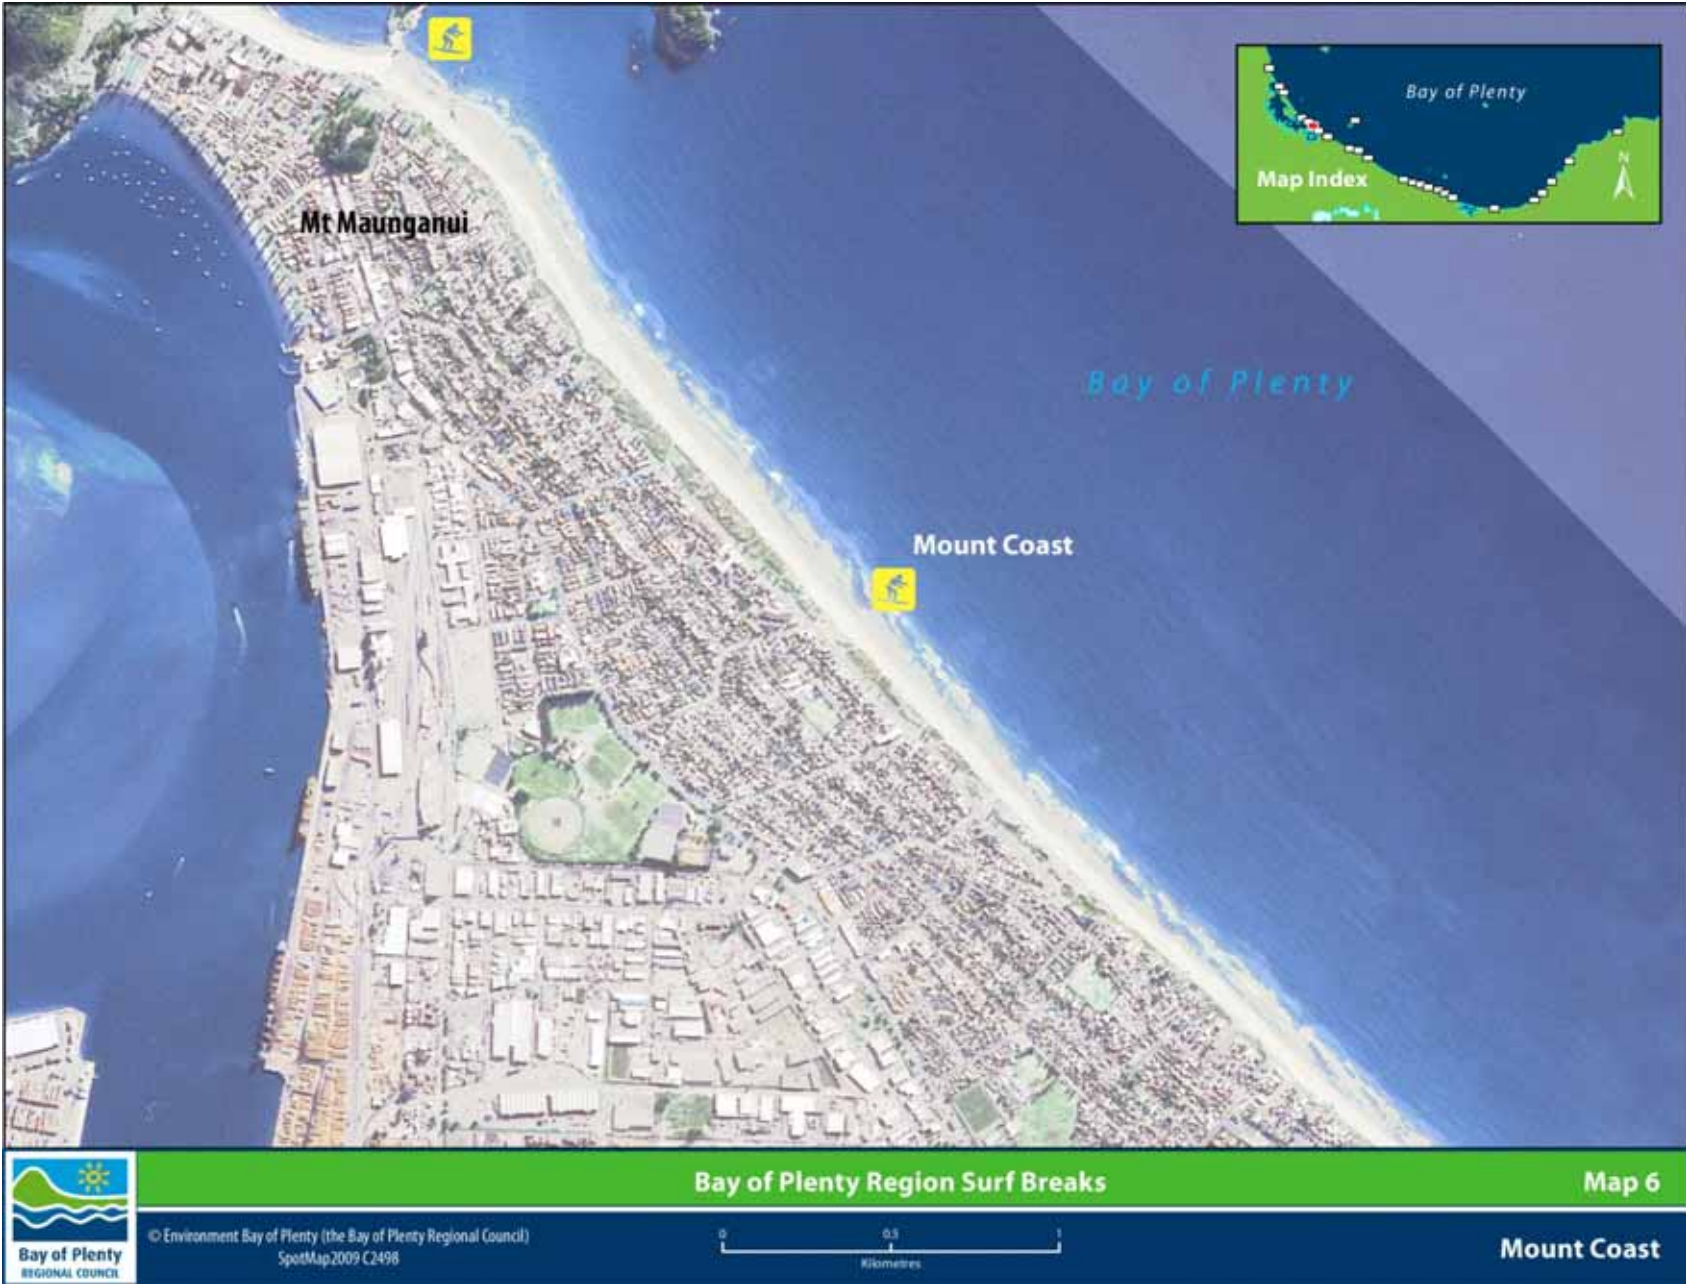 Bay of Plenty
Map Index
N
Mt Maunganui
Bay of Plenty
Mount Coast
Bay of Plenty Region Surf Breaks
Map 6
© Environment Bay of Plenty (the Bay of Plenty Regional Council)
SpotMap2009 C2498
0 0.5 1
Kilometres
Mount Coast
Bay of Plenty
REGIONAL COUNCIL